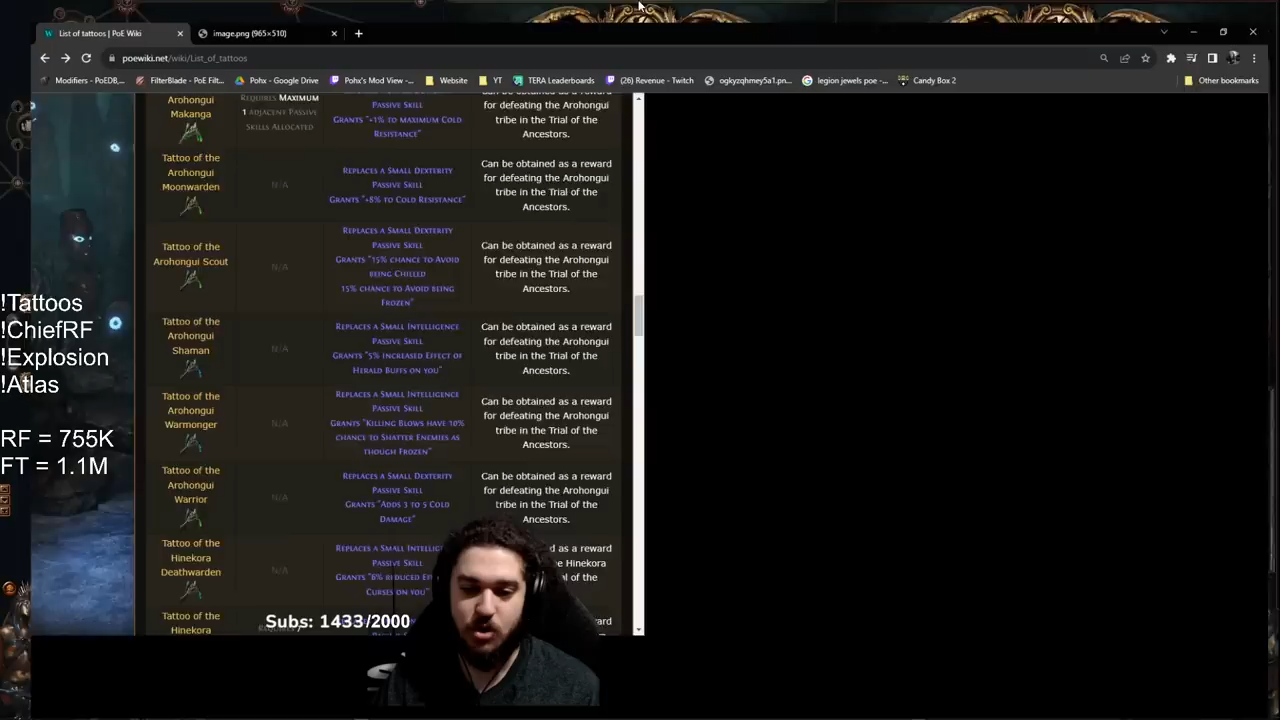 List of tattoos | PoE Wiki
image.png (965×510)
poewiki.net/wiki/List_of_tattoos
Modifiers - PoEDB,...
FilterBlade - PoE Filt...
Pohx - Google Drive
Pohx's Mod View -...
Website
YT
TERA Leaderboards
(26) Revenue - Twitch
ogkyzqhmey5a1.pn...
legion jewels poe -...
Candy Box 2
Other bookmarks
Arohongui
Makanga
Requires Maximum
1 Adjacent Passive
Skills Allocated
Passive Skill
Grants "+1% to maximum Cold
Resistance"
Can be obtained as a reward
for defeating the Arohongui
tribe in the Trial of the
Ancestors.
Tattoo of the
Arohongui
Moonwarden
N/A
Replaces a Small Dexterity
Passive Skill
Grants "+8% to Cold Resistance"
Can be obtained as a reward
for defeating the Arohongui
tribe in the Trial of the
Ancestors.
Tattoo of the
Arohongui Scout
N/A
Replaces a Small Dexterity
Passive Skill
Grants "15% chance to Avoid
being Chilled
15% chance to Avoid being
Frozen"
Can be obtained as a reward
for defeating the Arohongui
tribe in the Trial of the
Ancestors.
Tattoo of the
Arohongui
Shaman
N/A
Replaces a Small Intelligence
Passive Skill
Grants "5% increased Effect of
Herald Buffs on you"
Can be obtained as a reward
for defeating the Arohongui
tribe in the Trial of the
Ancestors.
Tattoo of the
Arohongui
Warmonger
N/A
Replaces a Small Intelligence
Passive Skill
Grants "Killing Blows have 10%
chance to Shatter Enemies as
though Frozen"
Can be obtained as a reward
for defeating the Arohongui
tribe in the Trial of the
Ancestors.
Tattoo of the
Arohongui
Warrior
N/A
Replaces a Small Dexterity
Passive Skill
Grants "Adds 3 to 5 Cold
Damage"
Can be obtained as a reward
for defeating the Arohongui
tribe in the Trial of the
Ancestors.
Tattoo of the
Hinekora
Deathwarden
N/A
Replaces a Small
Passive Skill
Grants "6% reduced
Curses on you"
d as a reward
e Hinekora
al of the
Tattoo of the
Hinekora
!Tattoos
!ChiefRF
!Explosion
!Atlas
RF = 755K
FT = 1.1M
Subs: 1433/2000